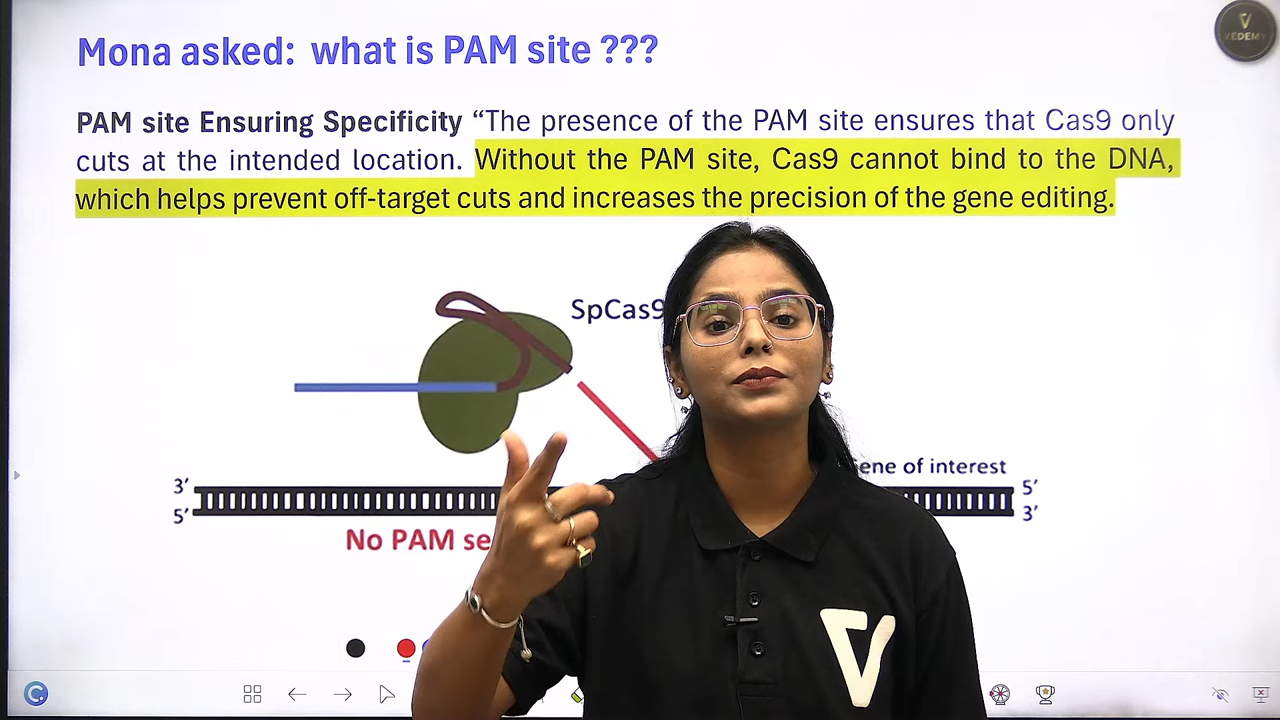 VEDEMY
Mona asked: what is PAM site ???
PAM site Ensuring Specificity “The presence of the PAM site ensures that Cas9 only
cuts at the intended location. Without the PAM site, Cas9 cannot bind to the DNA,
which helps prevent off-target cuts and increases the precision of the gene editing.
SpCas9
ene of interest
3’ 5’
5’ 3’
No PAM se